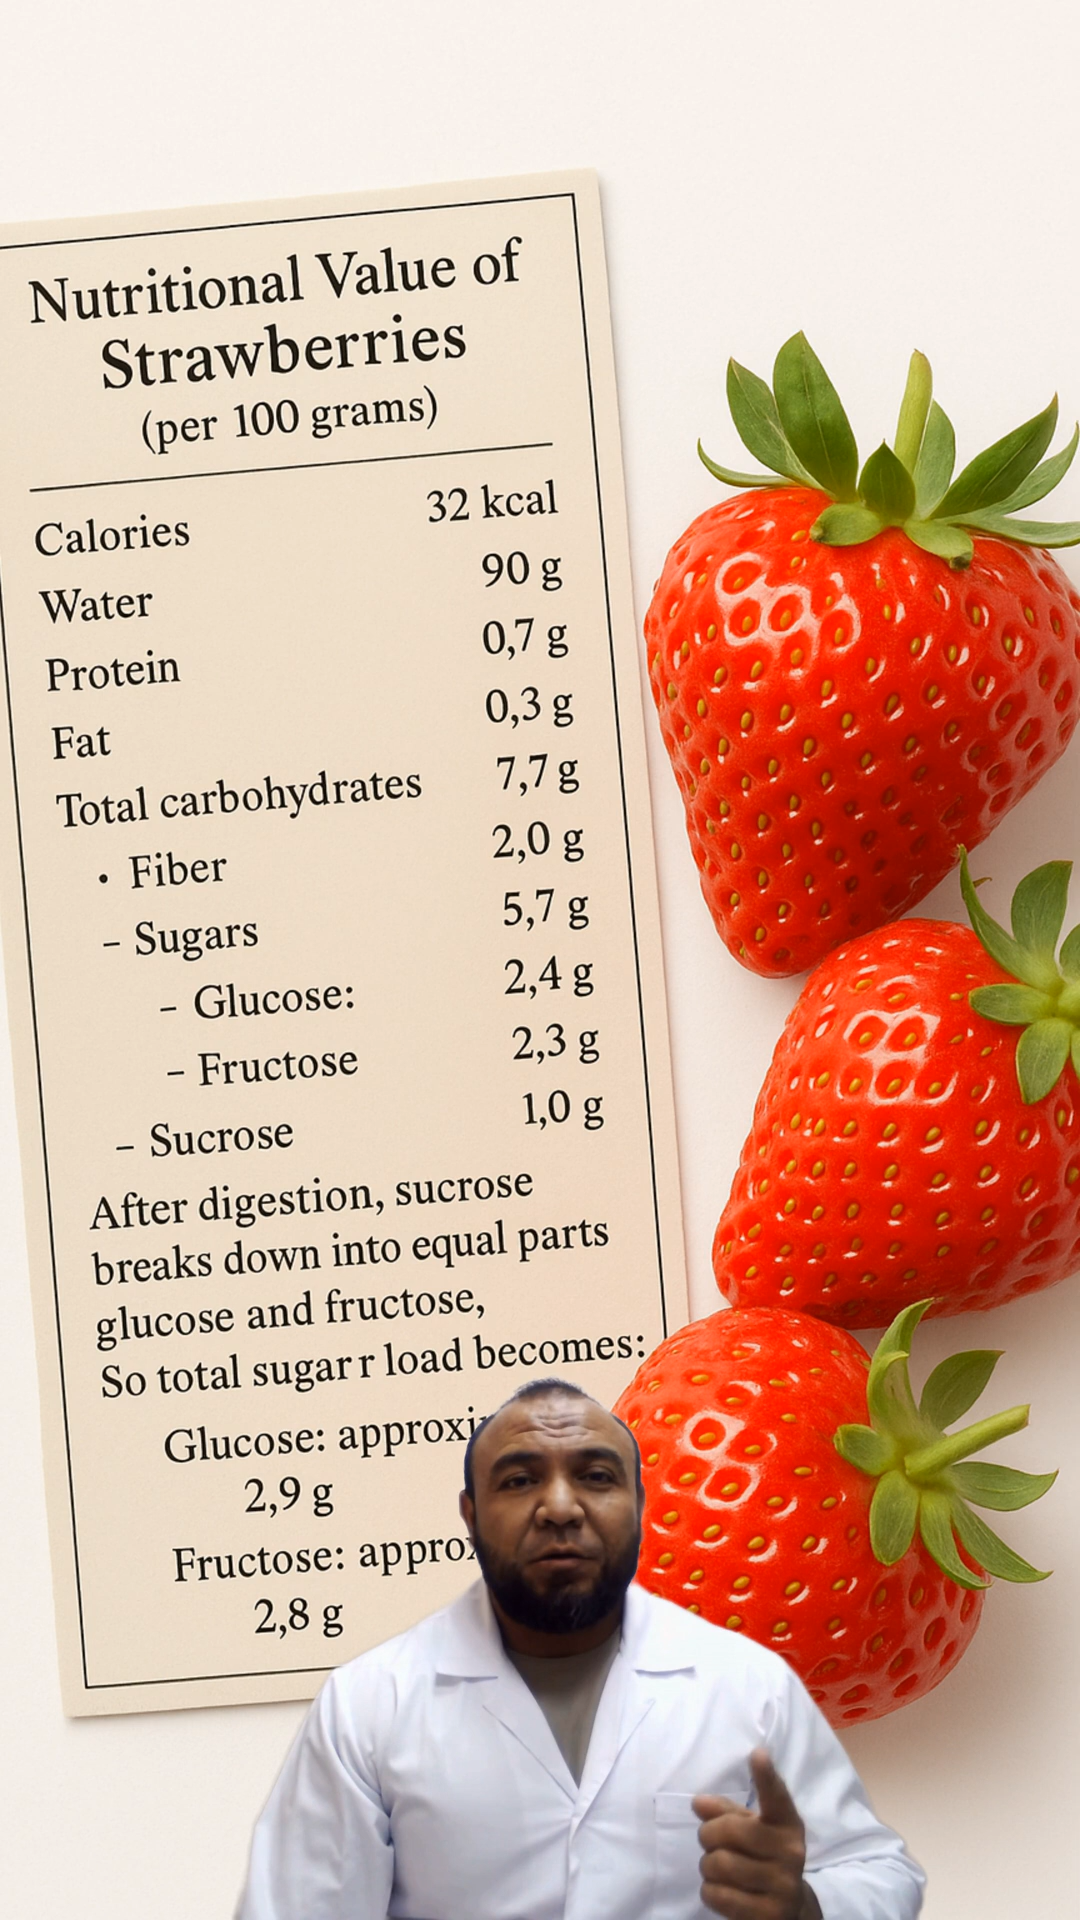 Nutritional Value of
Strawberries
(per 100 grams)
Calories 32 kcal
Water 90 g
Protein 0,7 g
Fat 0,3 g
Total carbohydrates 7,7 g
• Fiber 2,0 g
– Sugars 5,7 g
– Glucose: 2,4 g
– Fructose 2,3 g
– Sucrose 1,0 g
After digestion, sucrose
breaks down into equal parts
glucose and fructose,
So total sugar r load becomes:
Glucose:
2,9 g
Fructose:
2,8 g